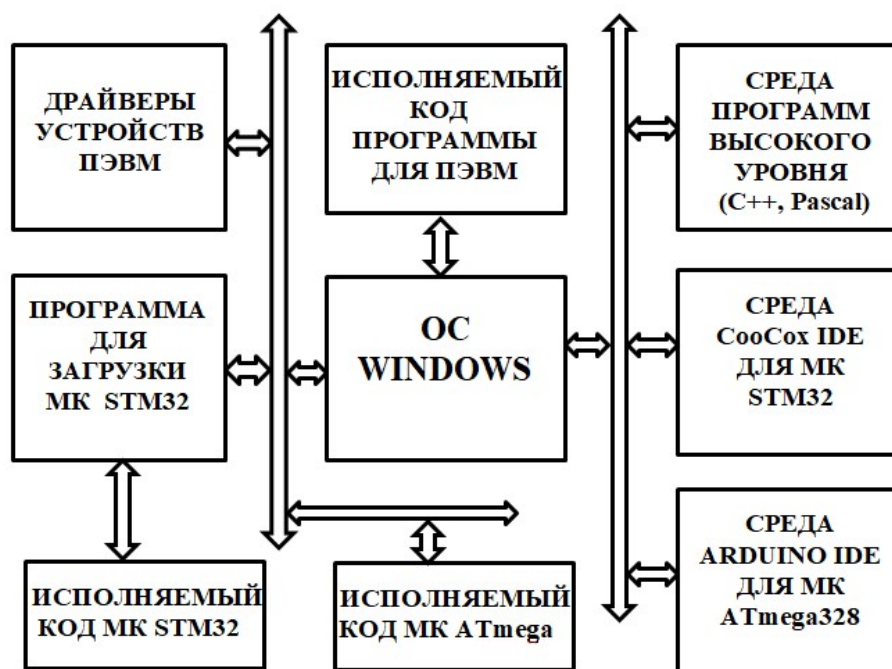 ДРАЙВЕРЫ
УСТРОЙСТВ
ПЭВМ
ИСПОЛНЯЕМЫЙ
КОД
ПРОГРАММЫ
ДЛЯ ПЭВМ
СРЕДА
ПРОГРАММ
ВЫСОКОГО
УРОВНЯ
(C++, Pascal)
ПРОГРАММА
ДЛЯ
ЗАГРУЗКИ
МК STM32
ОС
WINDOWS
СРЕДА
CooCox IDE
ДЛЯ МК
STM32
ИСПОЛНЯЕМЫЙ
КОД МК STM32
ИСПОЛНЯЕМЫЙ
КОД МК ATmega
СРЕДА
ARDUINO IDE
ДЛЯ МК
ATmega328